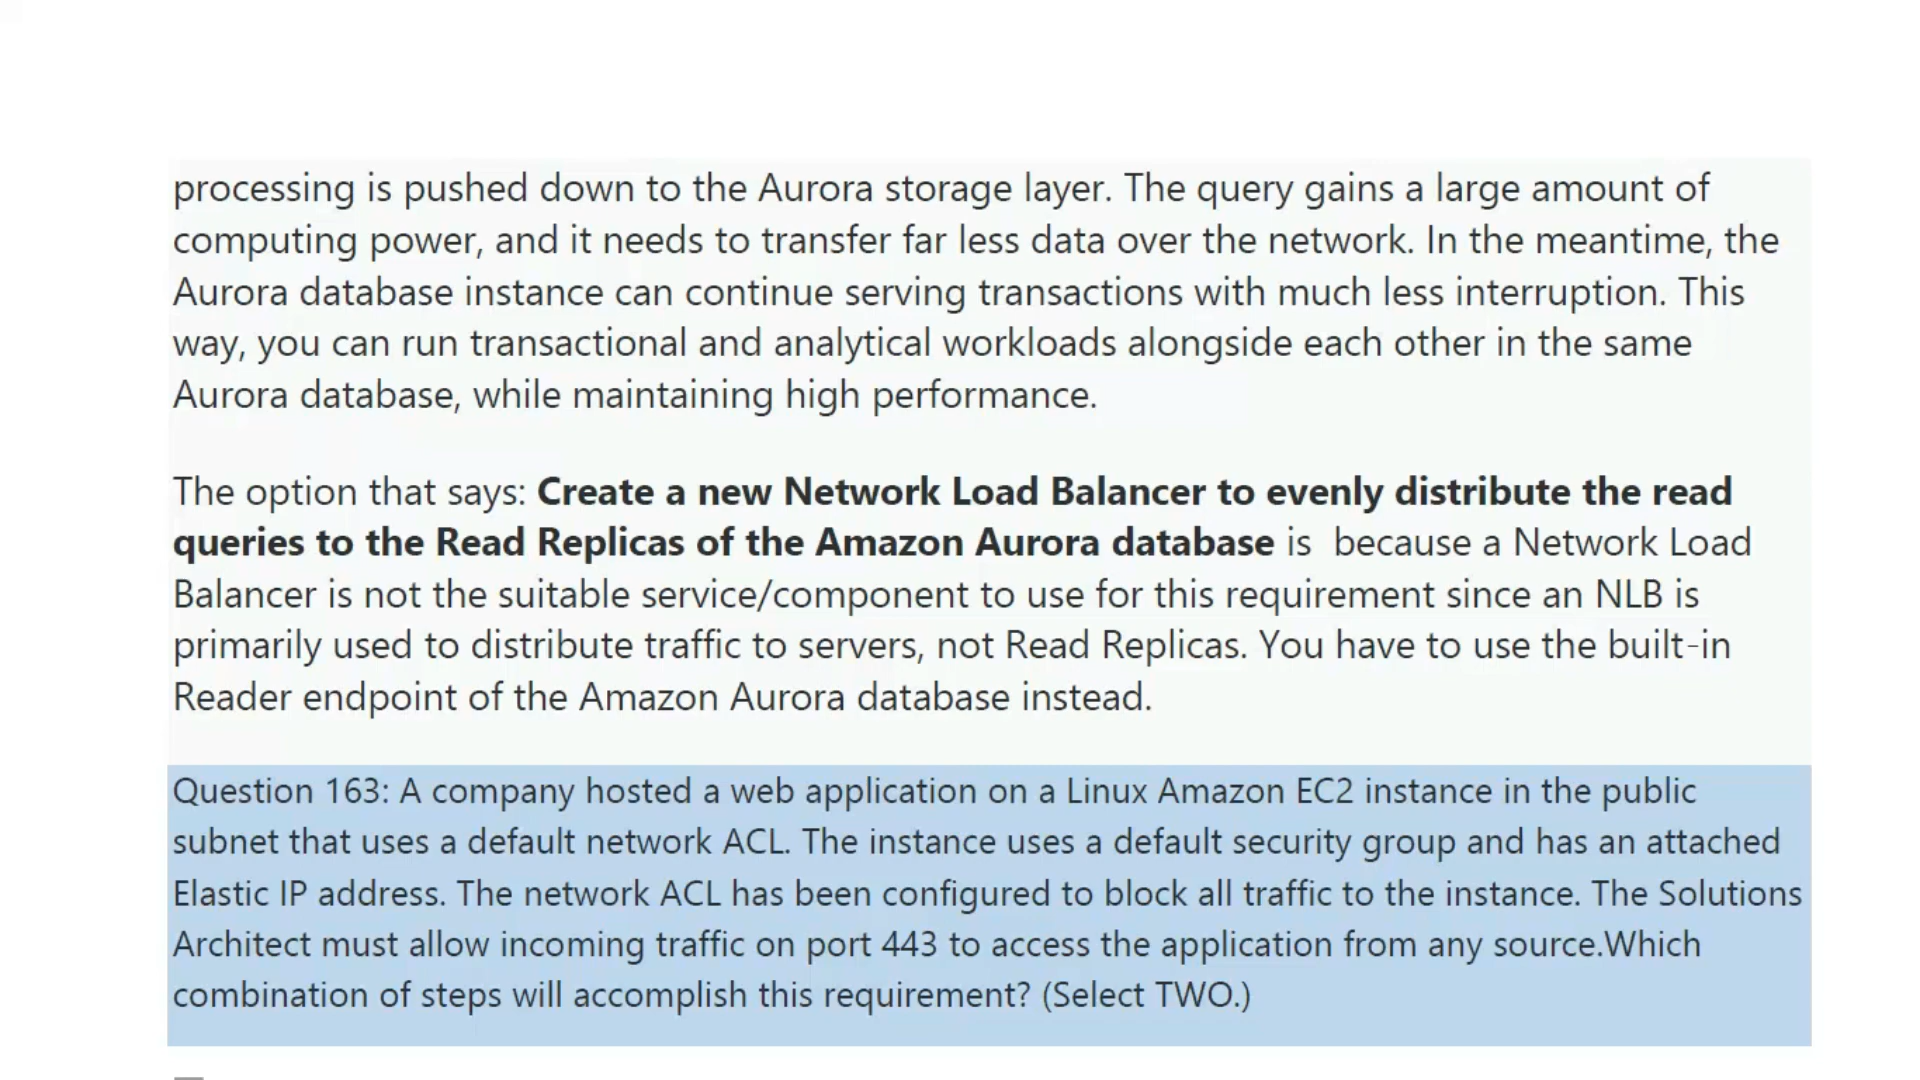 processing is pushed down to the Aurora storage layer. The query gains a large amount of
computing power, and it needs to transfer far less data over the network. In the meantime, the
Aurora database instance can continue serving transactions with much less interruption. This
way, you can run transactional and analytical workloads alongside each other in the same
Aurora database, while maintaining high performance.
The option that says: Create a new Network Load Balancer to evenly distribute the read
queries to the Read Replicas of the Amazon Aurora database is  because a Network Load
Balancer is not the suitable service/component to use for this requirement since an NLB is
primarily used to distribute traffic to servers, not Read Replicas. You have to use the built-in
Reader endpoint of the Amazon Aurora database instead.
Question 163: A company hosted a web application on a Linux Amazon EC2 instance in the public
subnet that uses a default network ACL. The instance uses a default security group and has an attached
Elastic IP address. The network ACL has been configured to block all traffic to the instance. The Solutions
Architect must allow incoming traffic on port 443 to access the application from any source.Which
combination of steps will accomplish this requirement? (Select TWO.)